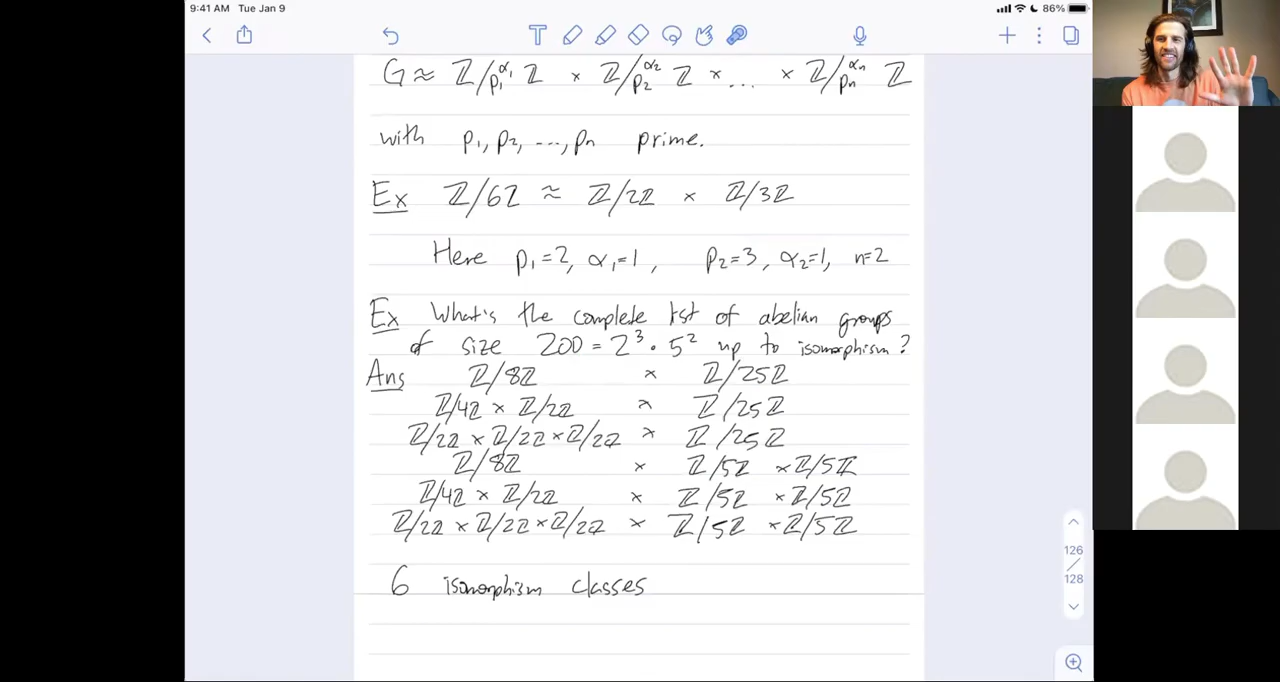 9:41 AM Tue Jan 9
86%
G ≈ ℤ/p₁^α₁ ℤ × ℤ/p₂^α₂ ℤ × ... × ℤ/pₙ^αₙ ℤ
with p₁, p₂, ..., pₙ prime.
Ex ℤ/6ℤ ≈ ℤ/2ℤ × ℤ/3ℤ
Here p₁=2, α₁=1, p₂=3, α₂=1, n=2
Ex What's the complete list of abelian groups
of size 200 = 2³ · 5² up to isomorphism?
Ans ℤ/8ℤ × ℤ/25ℤ
ℤ/4ℤ × ℤ/2ℤ × ℤ/25ℤ
ℤ/2ℤ × ℤ/2ℤ × ℤ/2ℤ × ℤ/25ℤ
ℤ/8ℤ × ℤ/5ℤ × ℤ/5ℤ
ℤ/4ℤ × ℤ/2ℤ × ℤ/5ℤ × ℤ/5ℤ
ℤ/2ℤ × ℤ/2ℤ × ℤ/2ℤ × ℤ/5ℤ × ℤ/5ℤ
6 isomorphism classes
126
128